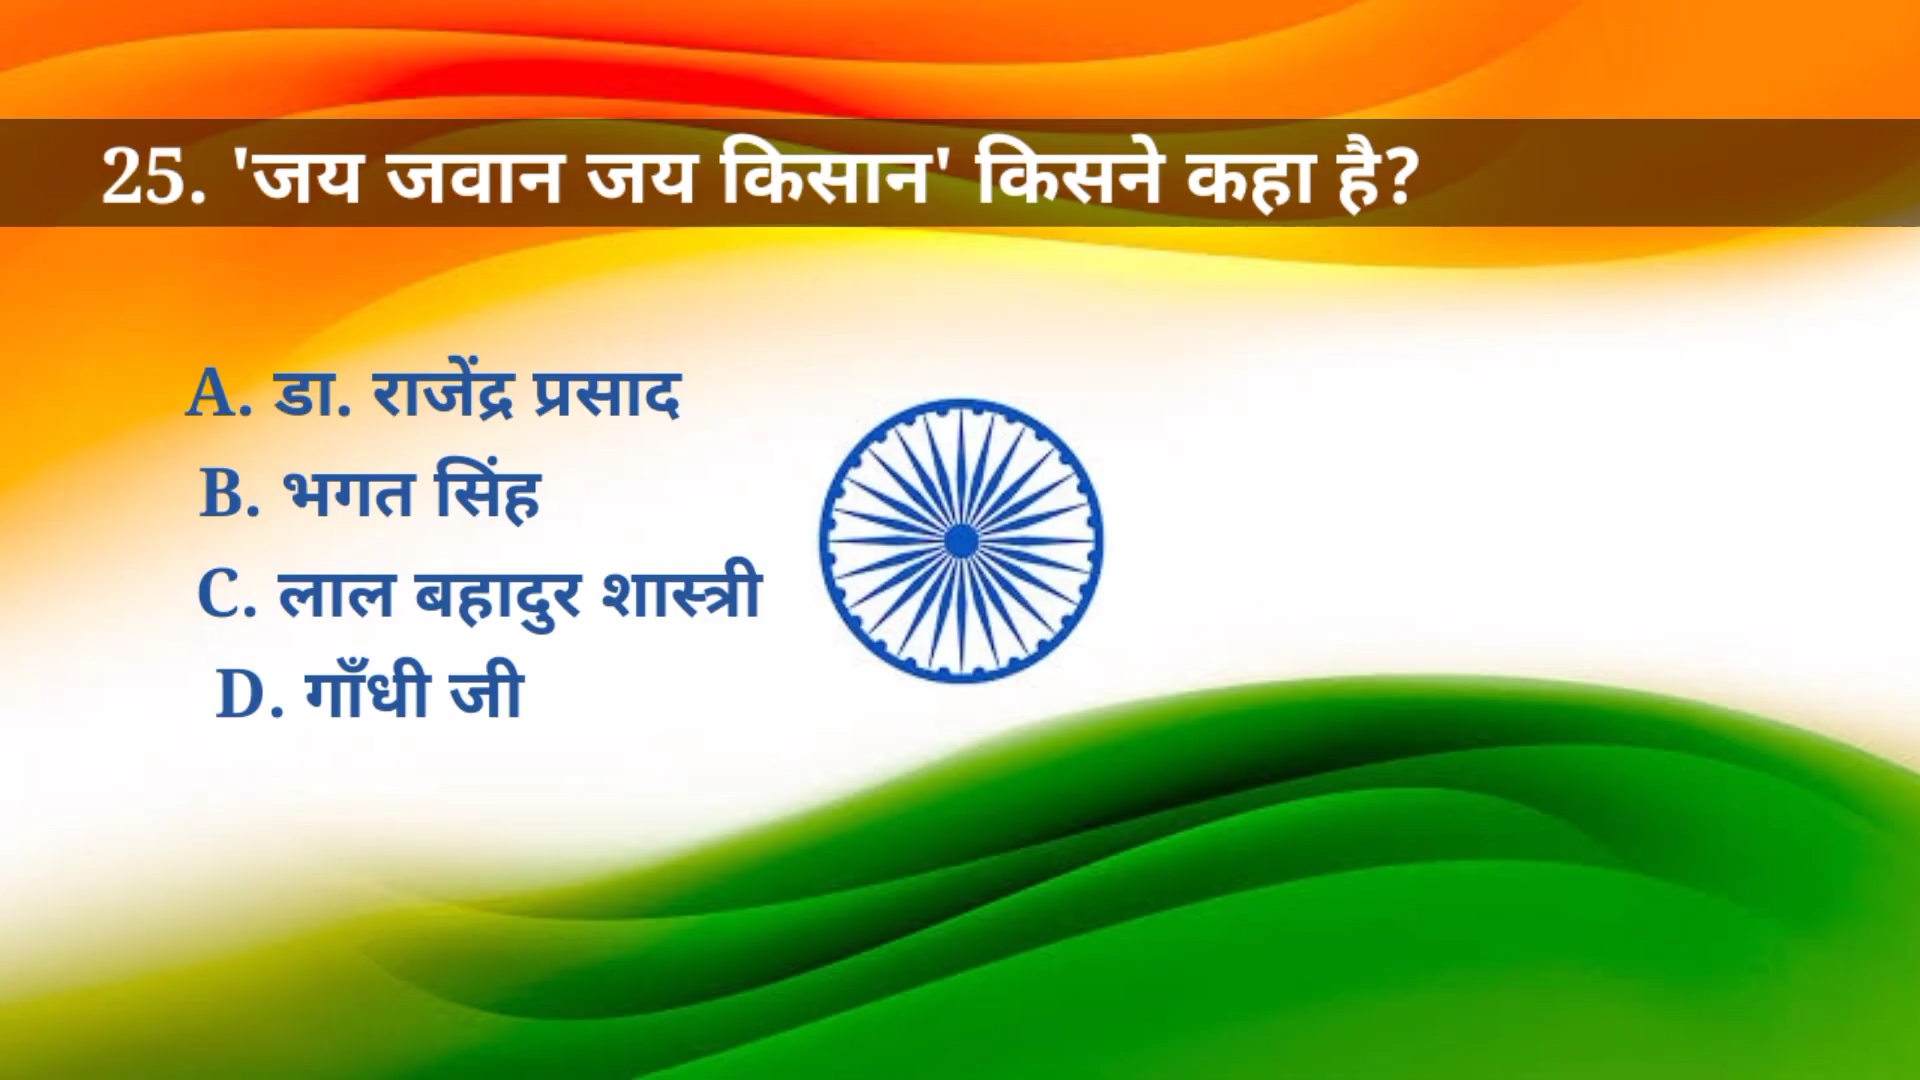 25. 'जय जवान जय किसान' किसने कहा है?
A. डा. राजेंद्र प्रसाद
B. भगत सिंह
C. लाल बहादुर शास्त्री
D. गाँधी जी